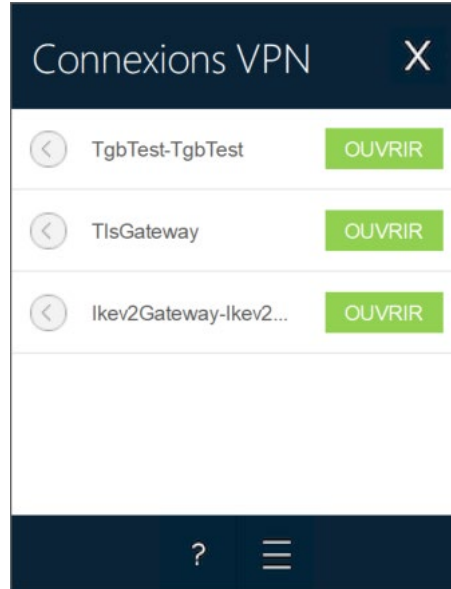 Connexions VPN X
TgbTest-TgbTest OUVRIR
TlsGateway OUVRIR
Ikev2Gateway-Ikev2... OUVRIR
?